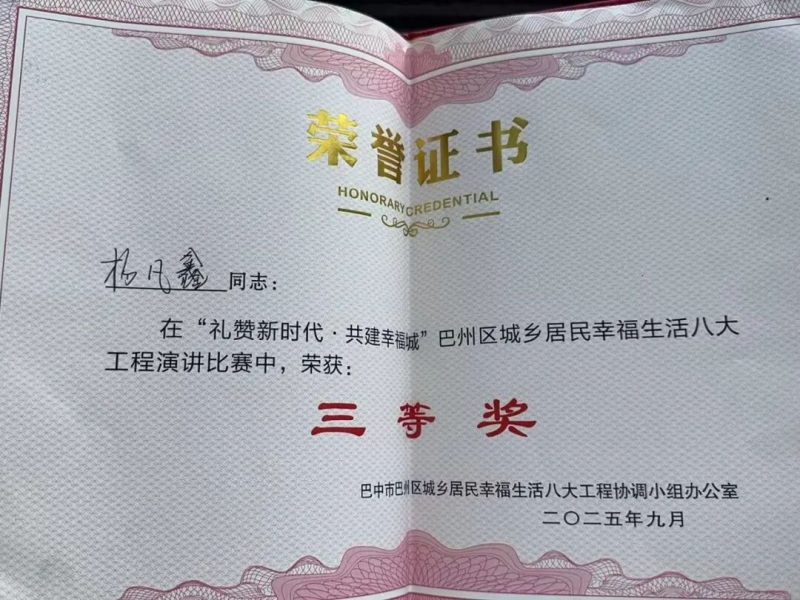 荣誉证书
HONORARY CREDENTIAL
杨凡鑫同志：
在“礼赞新时代·共建幸福城”巴州区城乡居民幸福生活八大
工程演讲比赛中，荣获：
三等奖
巴中市巴州区城乡居民幸福生活八大工程协调小组办公室
二〇二五年九月